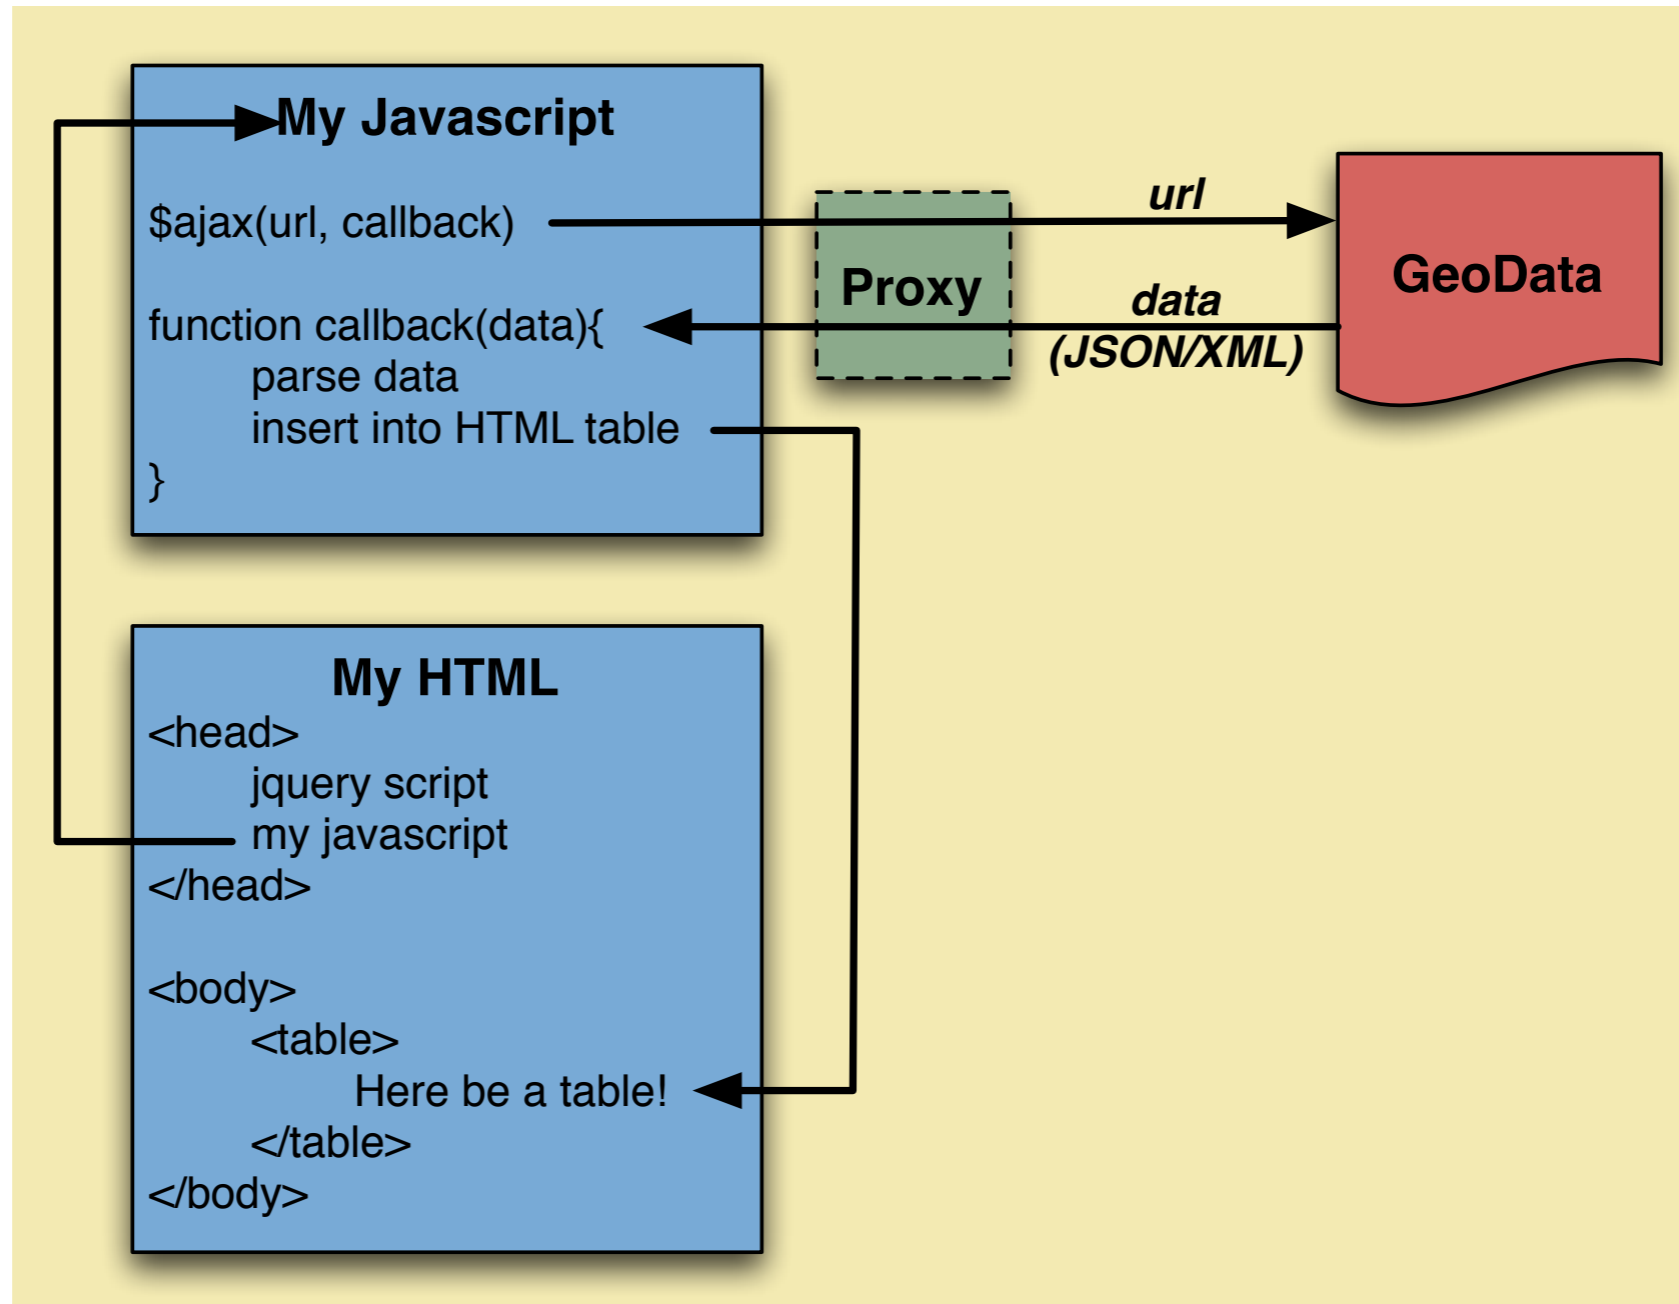 My Javascript
$ajax(url, callback)
function callback(data){
parse data
insert into HTML table
}
Proxy
url
data
(JSON/XML)
GeoData
My HTML
<head>
jquery script
my javascript
</head>
<body>
<table>
Here be a table!
</table>
</body>